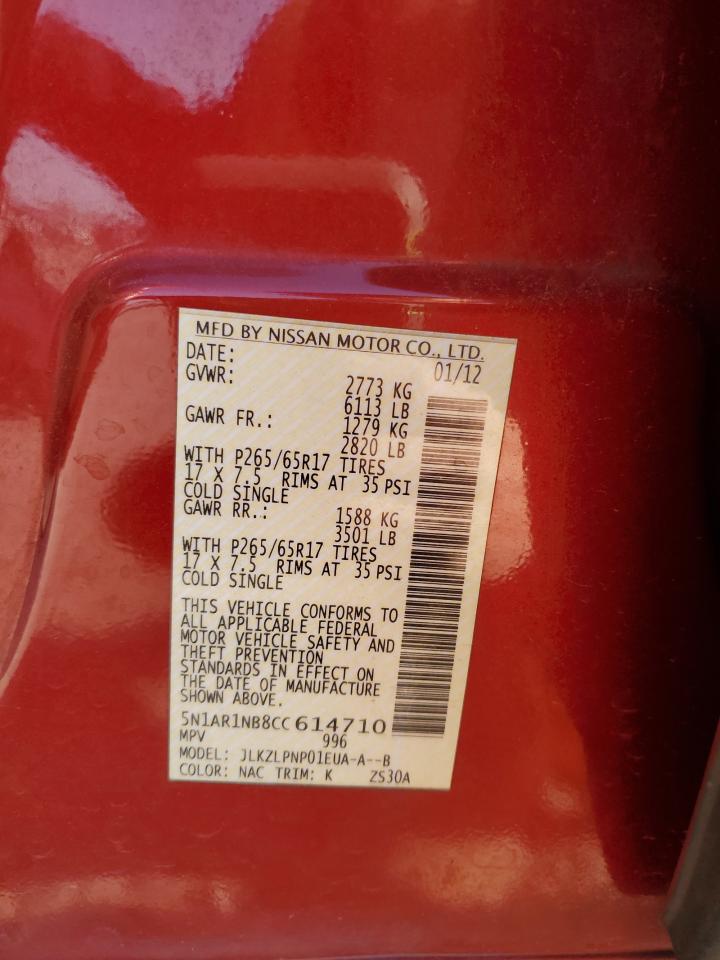 MFD BY NISSAN MOTOR CO., LTD.
DATE: 01/12
GVWR: 2773 KG
6113 LB
GAWR FR.: 1279 KG
2820 LB
WITH P265/65R17 TIRES
17 X 7.5 RIMS AT 35 PSI
COLD SINGLE
GAWR RR.: 1588 KG
3501 LB
WITH P265/65R17 TIRES
17 X 7.5 RIMS AT 35 PSI
COLD SINGLE
THIS VEHICLE CONFORMS TO
ALL APPLICABLE FEDERAL
MOTOR VEHICLE SAFETY AND
THEFT PREVENTION
STANDARDS IN EFFECT ON
THE DATE OF MANUFACTURE
SHOWN ABOVE.
5N1AR1NB8CC 614710
MPV 996
MODEL: JLKZLPNP01EUA-A--B
COLOR: NAC TRIM: K ZS30A